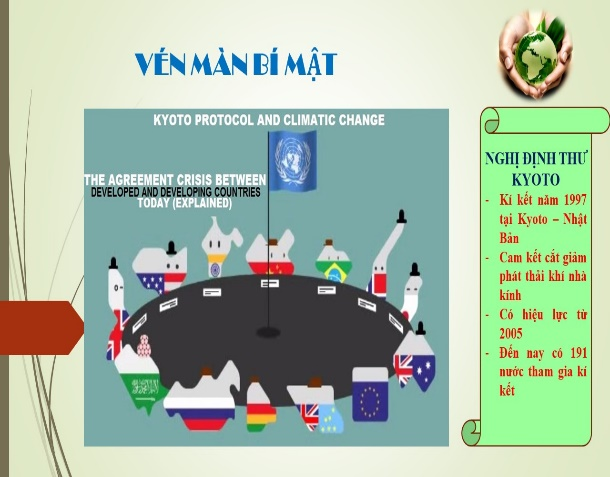 VÉN MÀN BÍ MẬT
KYOTO PROTOCOL AND CLIMATIC CHANGE
THE AGREEMENT CRISIS BETWEEN
DEVELOPED AND DEVELOPING COUNTRIES
TODAY (EXPLAINED)
NGHỊ ĐỊNH THƯ
KYOTO
- Kí kết năm 1997
tại Kyoto – Nhật
Bản
- Cam kết cắt giảm
phát thải khí nhà
kính
- Có hiệu lực từ
2005
- Đến nay có 191
nước tham gia kí
kết